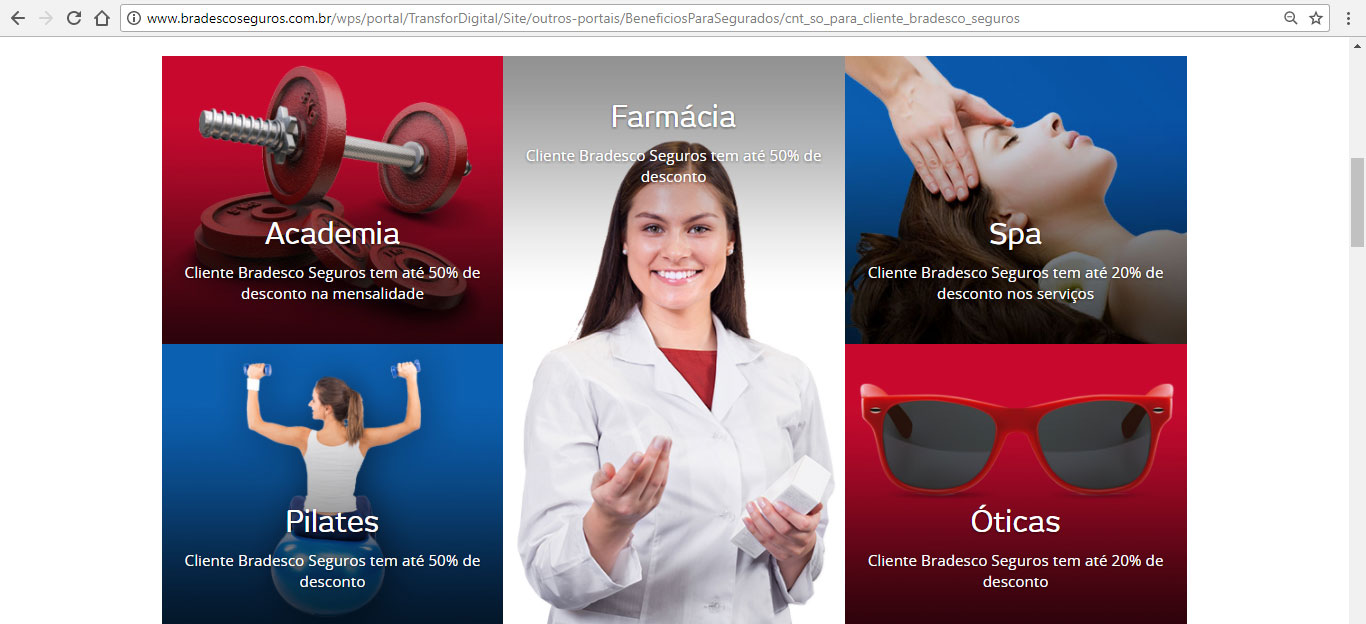 www.bradescoseguros.com.br/wps/portal/TransforDigital/Site/outros-portais/BeneficiosParaSegurados/cnt_so_para_cliente_bradesco_seguros
Academia
Cliente Bradesco Seguros tem até 50% de
desconto na mensalidade
Farmácia
Cliente Bradesco Seguros tem até 50% de
desconto
Spa
Cliente Bradesco Seguros tem até 20% de
desconto nos serviços
Pilates
Cliente Bradesco Seguros tem até 50% de
desconto
Óticas
Cliente Bradesco Seguros tem até 20% de
desconto